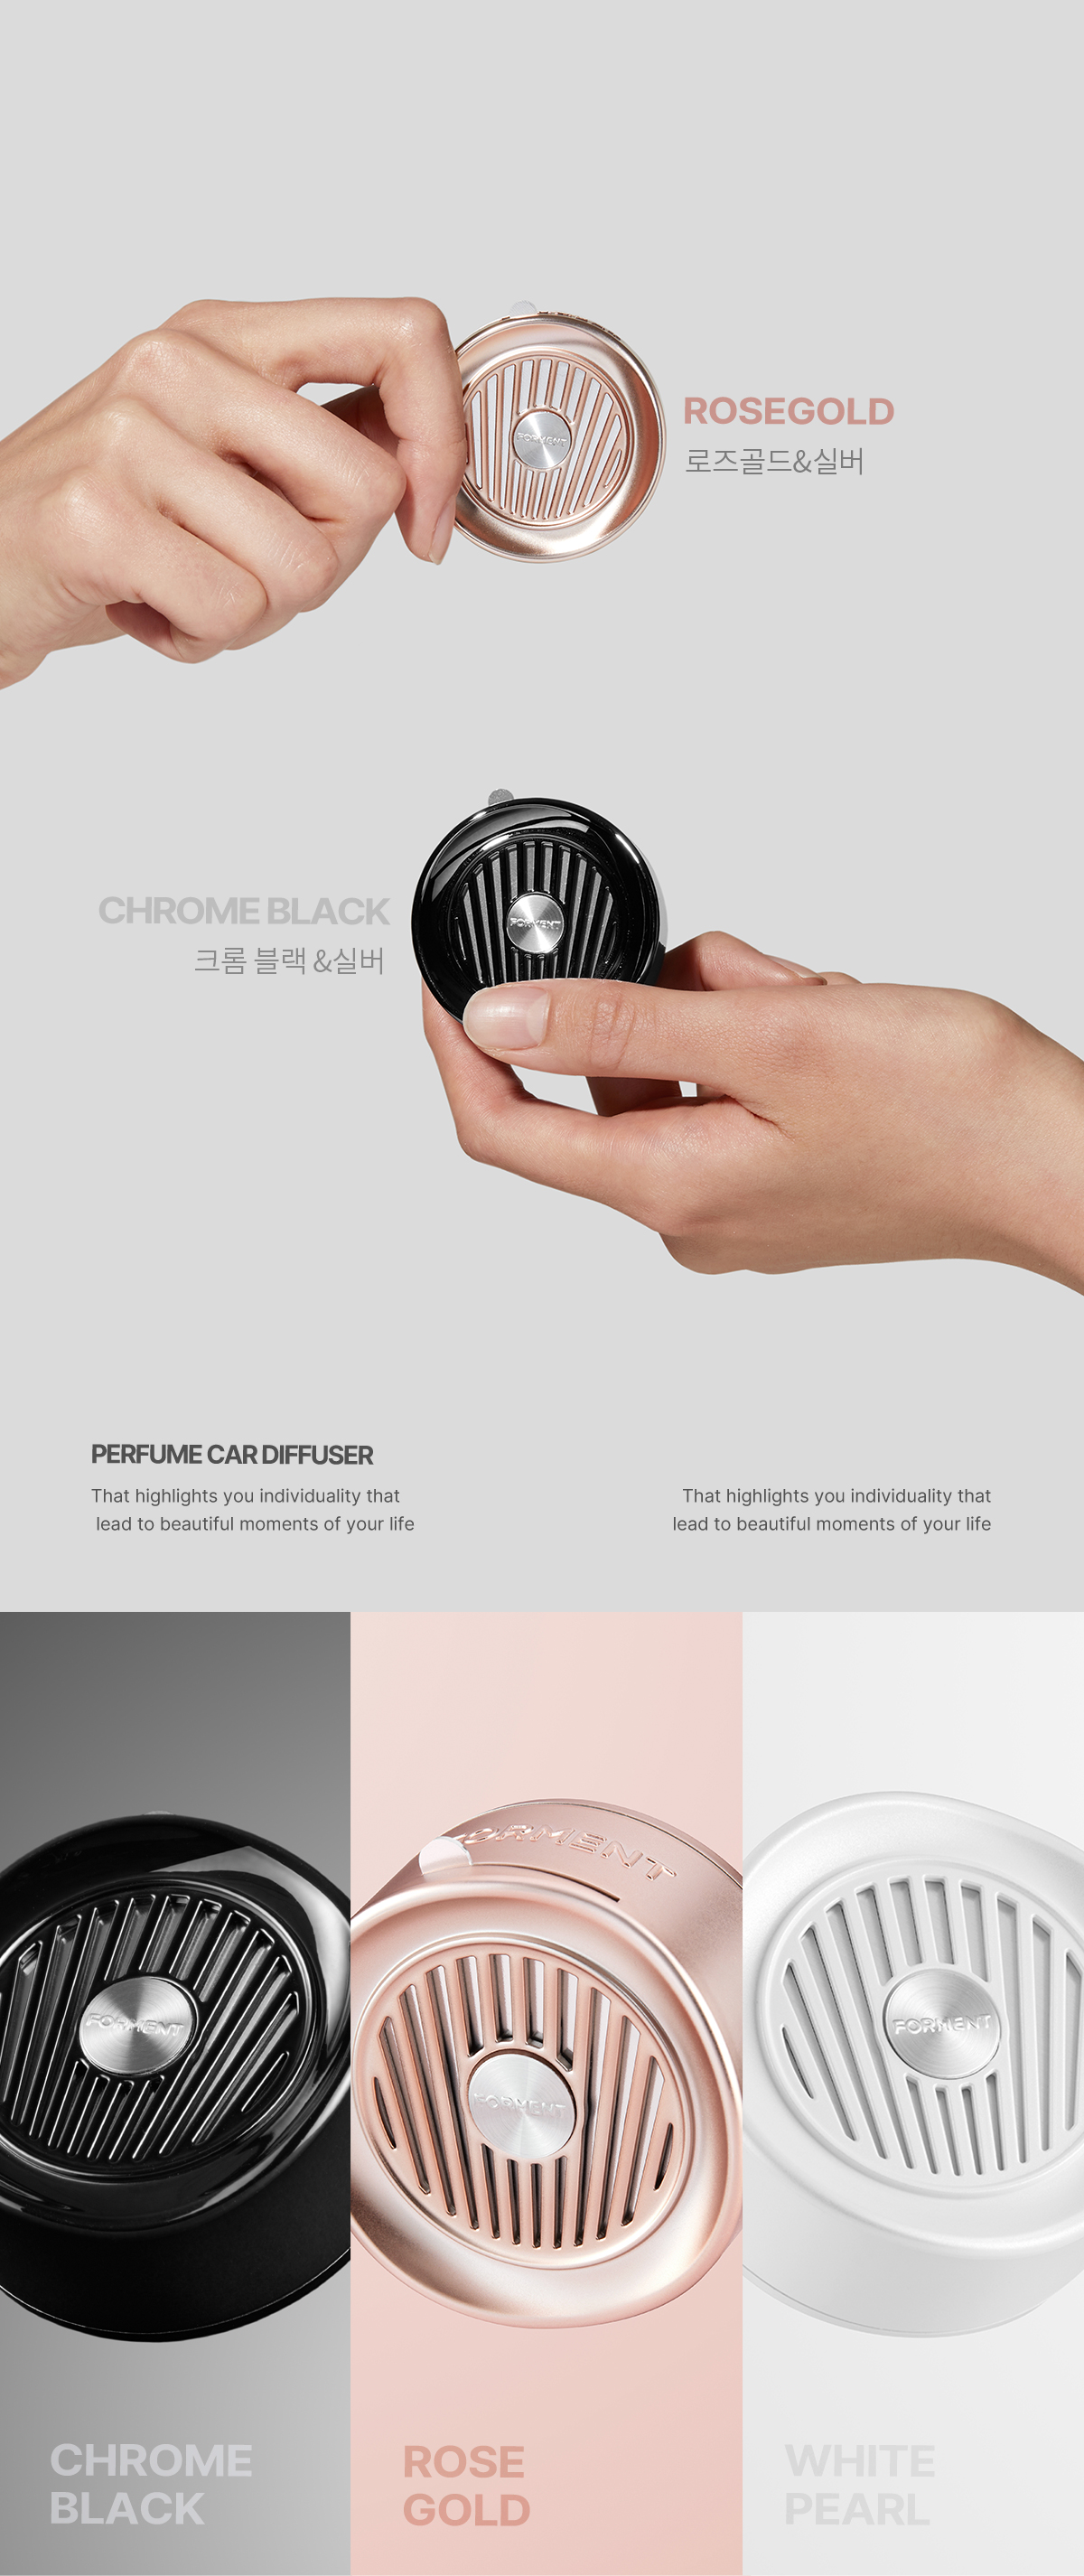 FORMENT
ROSEGOLD
로즈골드&실버
FORMENT
CHROME BLACK
크롬 블랙 &실버
PERFUME CAR DIFFUSER
That highlights you individuality that
lead to beautiful moments of your life
That highlights you individuality that
lead to beautiful moments of your life
FORMENT
FORMENT
FORMENT
FORMENT
CHROME
BLACK
ROSE
GOLD
WHITE
PEARL